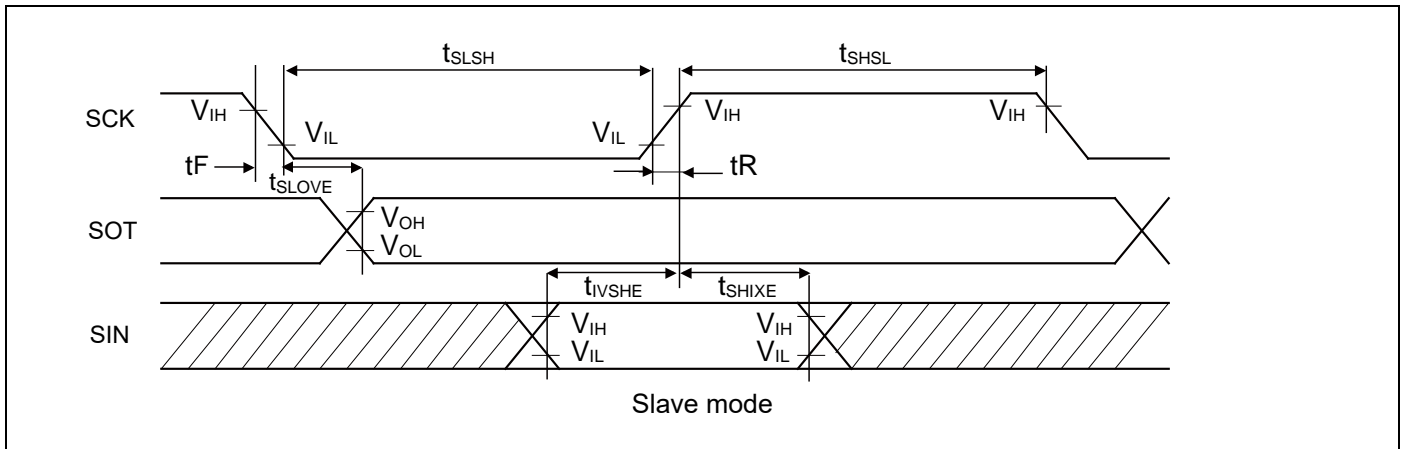 tSLSH tSHSL
SCK VIH VIL VIL VIH VIH
tF tSLOVE tR
SOT VOH
VOL
tIVSHE tSHIXE
SIN VIH VIH
VIL VIL
Slave mode